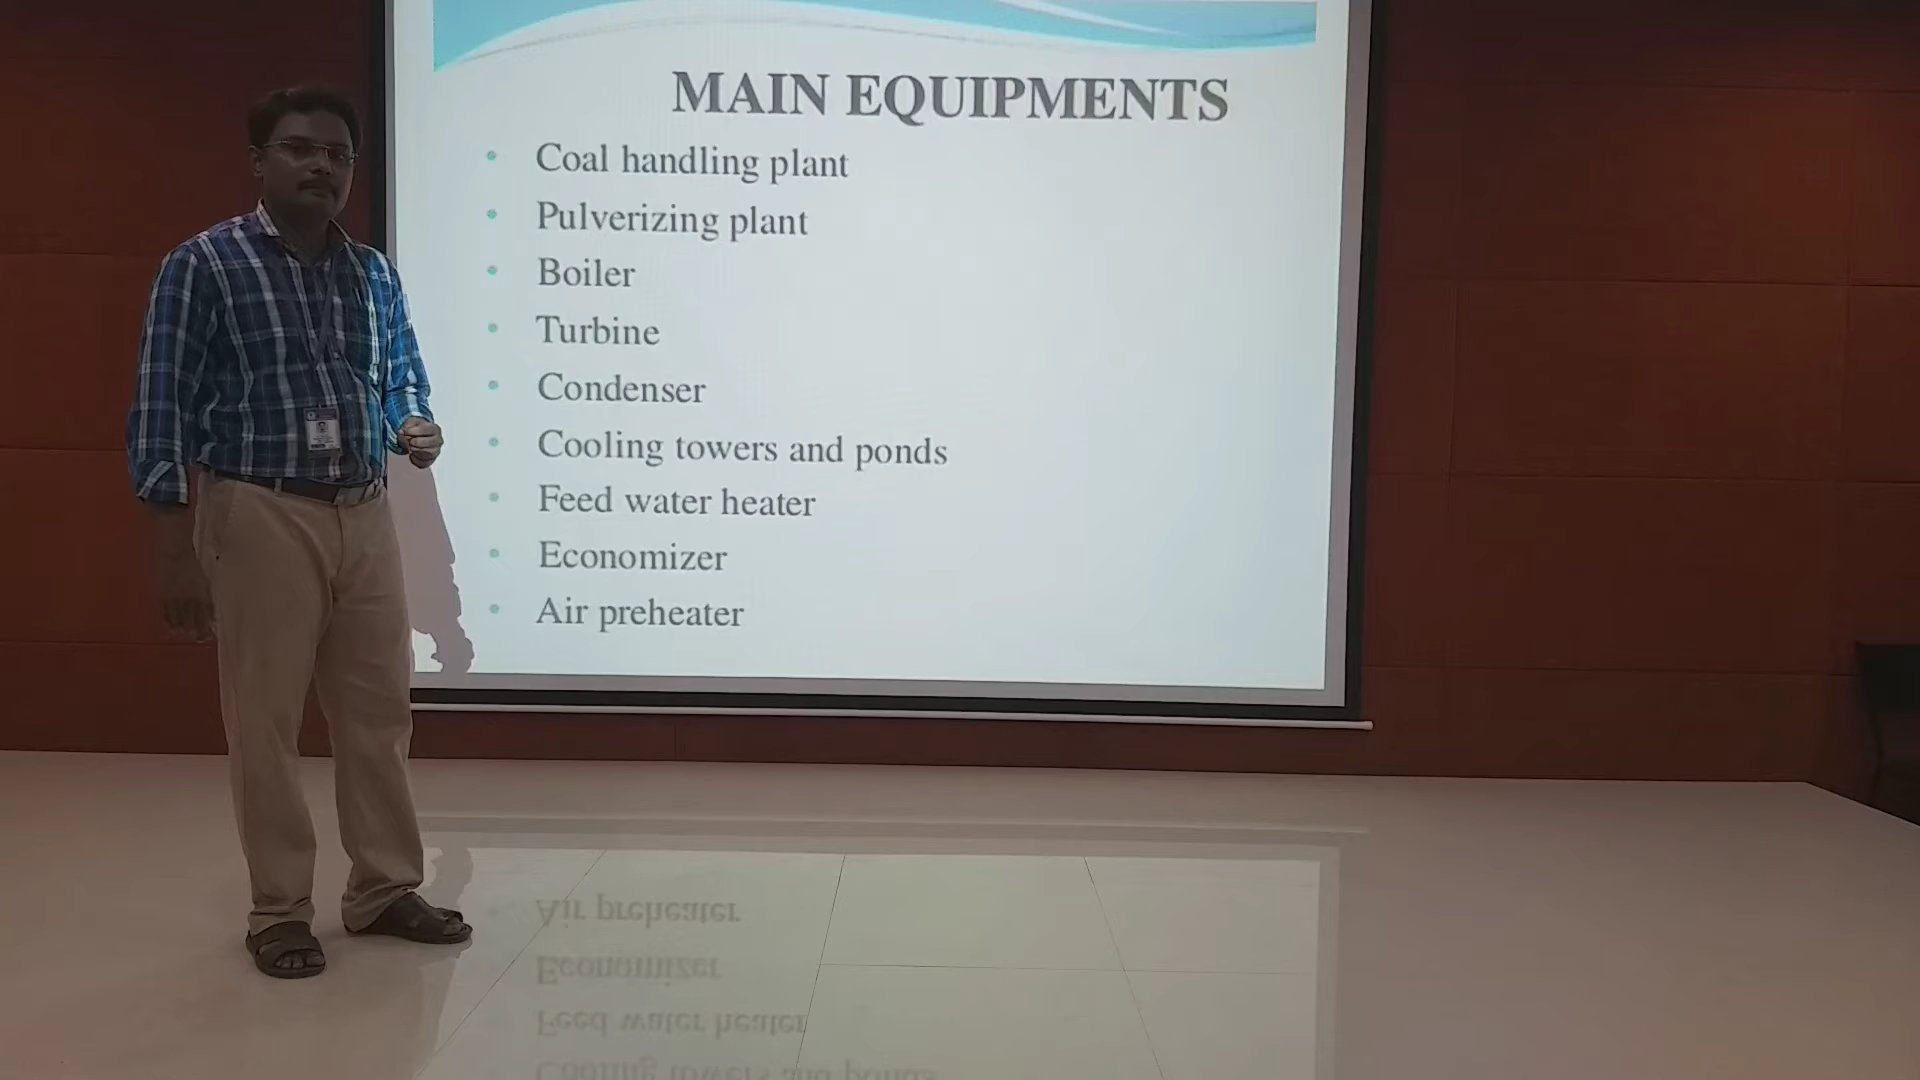 MAIN EQUIPMENTS
• Coal handling plant
• Pulverizing plant
• Boiler
• Turbine
• Condenser
• Cooling towers and ponds
• Feed water heater
• Economizer
• Air preheater